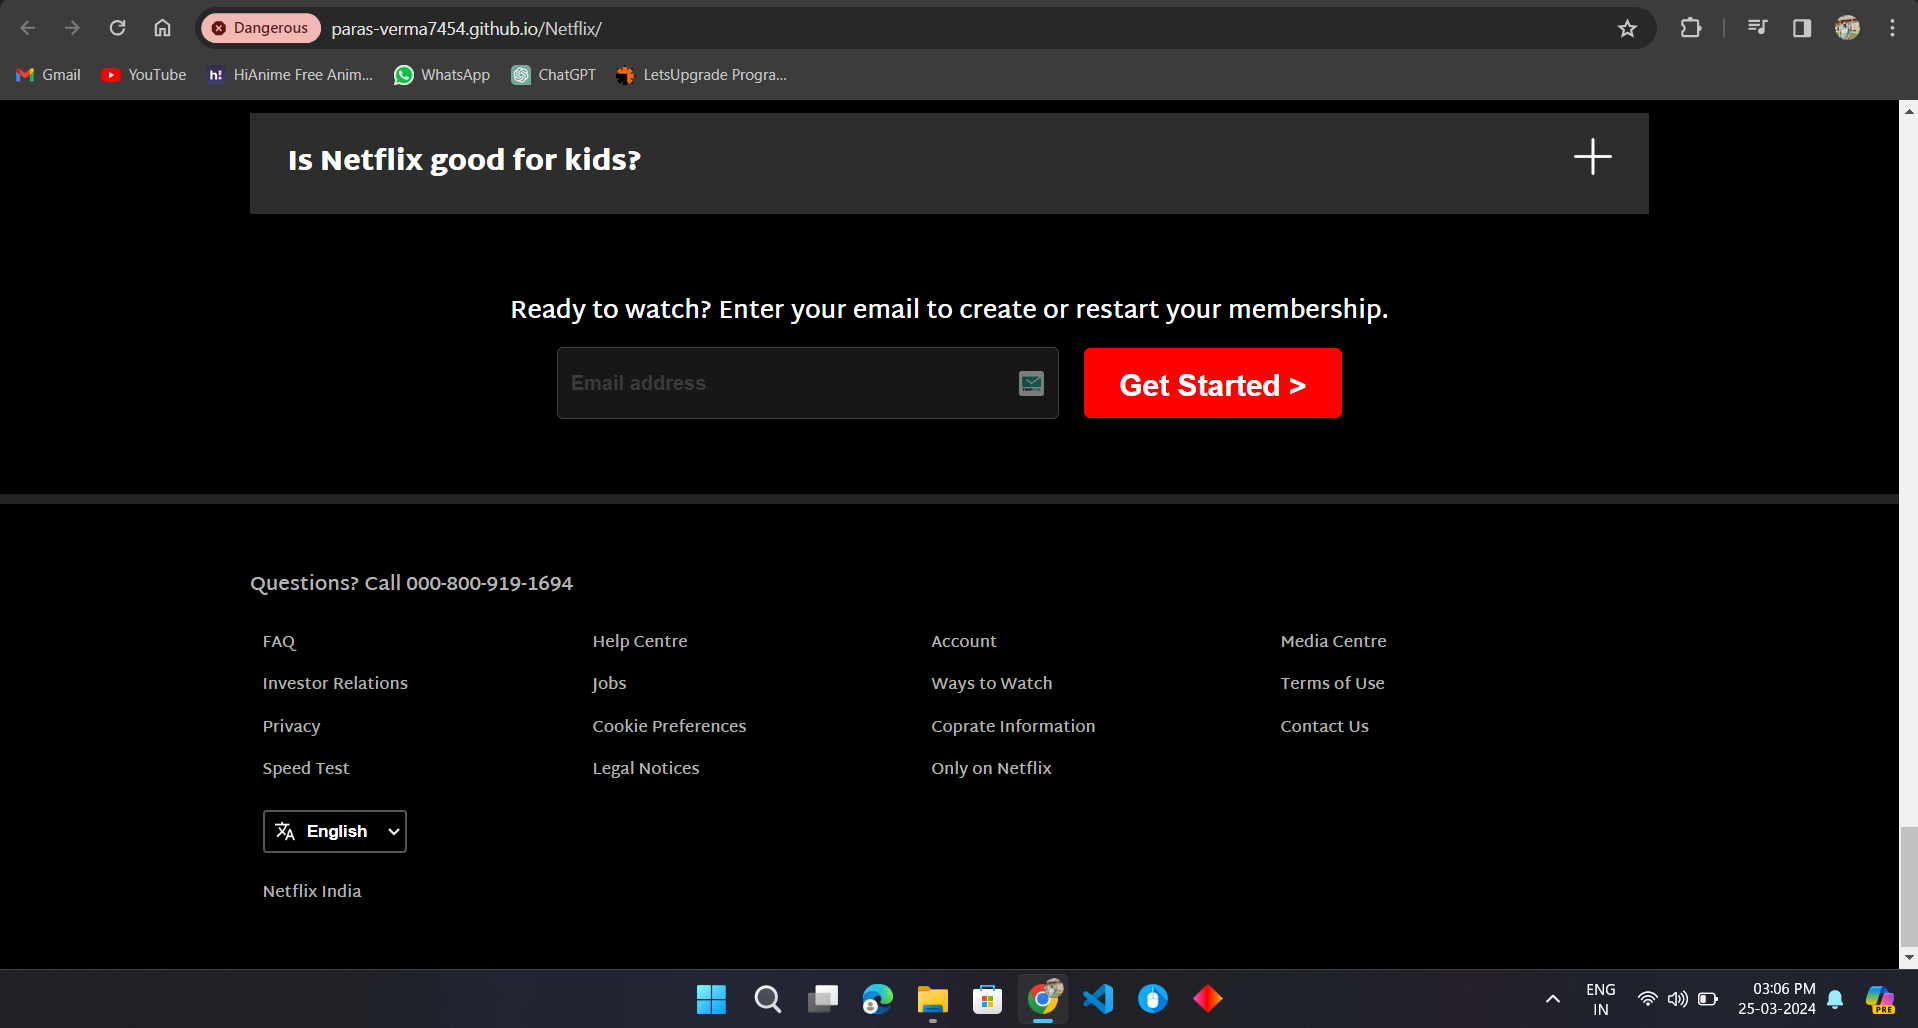 Dangerous paras-verma7454.github.io/Netflix/
Gmail YouTube h! HiAnime Free Anim... WhatsApp ChatGPT LetsUpgrade Progra...
Is Netflix good for kids?
Ready to watch? Enter your email to create or restart your membership.
Email address
Get Started >
Questions? Call 000-800-919-1694
FAQ Help Centre Account Media Centre
Investor Relations Jobs Ways to Watch Terms of Use
Privacy Cookie Preferences Coprate Information Contact Us
Speed Test Legal Notices Only on Netflix
English
Netflix India
ENG 03:06 PM
IN 25-03-2024
PRE